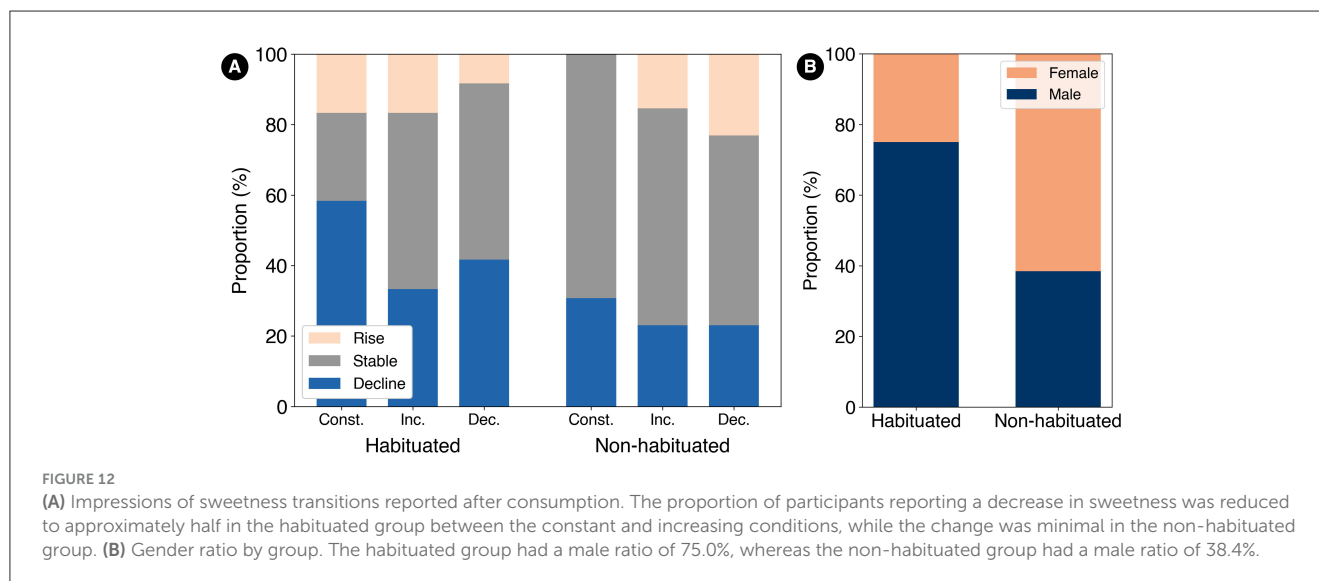 A
100
80
60
40
20
0
Proportion (%)
Rise
Stable
Decline
Const. Inc. Dec. Const. Inc. Dec.
Habituated Non-habituated
B
100
80
60
40
20
0
Proportion (%)
Female
Male
Habituated Non-habituated
FIGURE 12
(A) Impressions of sweetness transitions reported after consumption. The proportion of participants reporting a decrease in sweetness was reduced
to approximately half in the habituated group between the constant and increasing conditions, while the change was minimal in the non-habituated
group. (B) Gender ratio by group. The habituated group had a male ratio of 75.0%, whereas the non-habituated group had a male ratio of 38.4%.